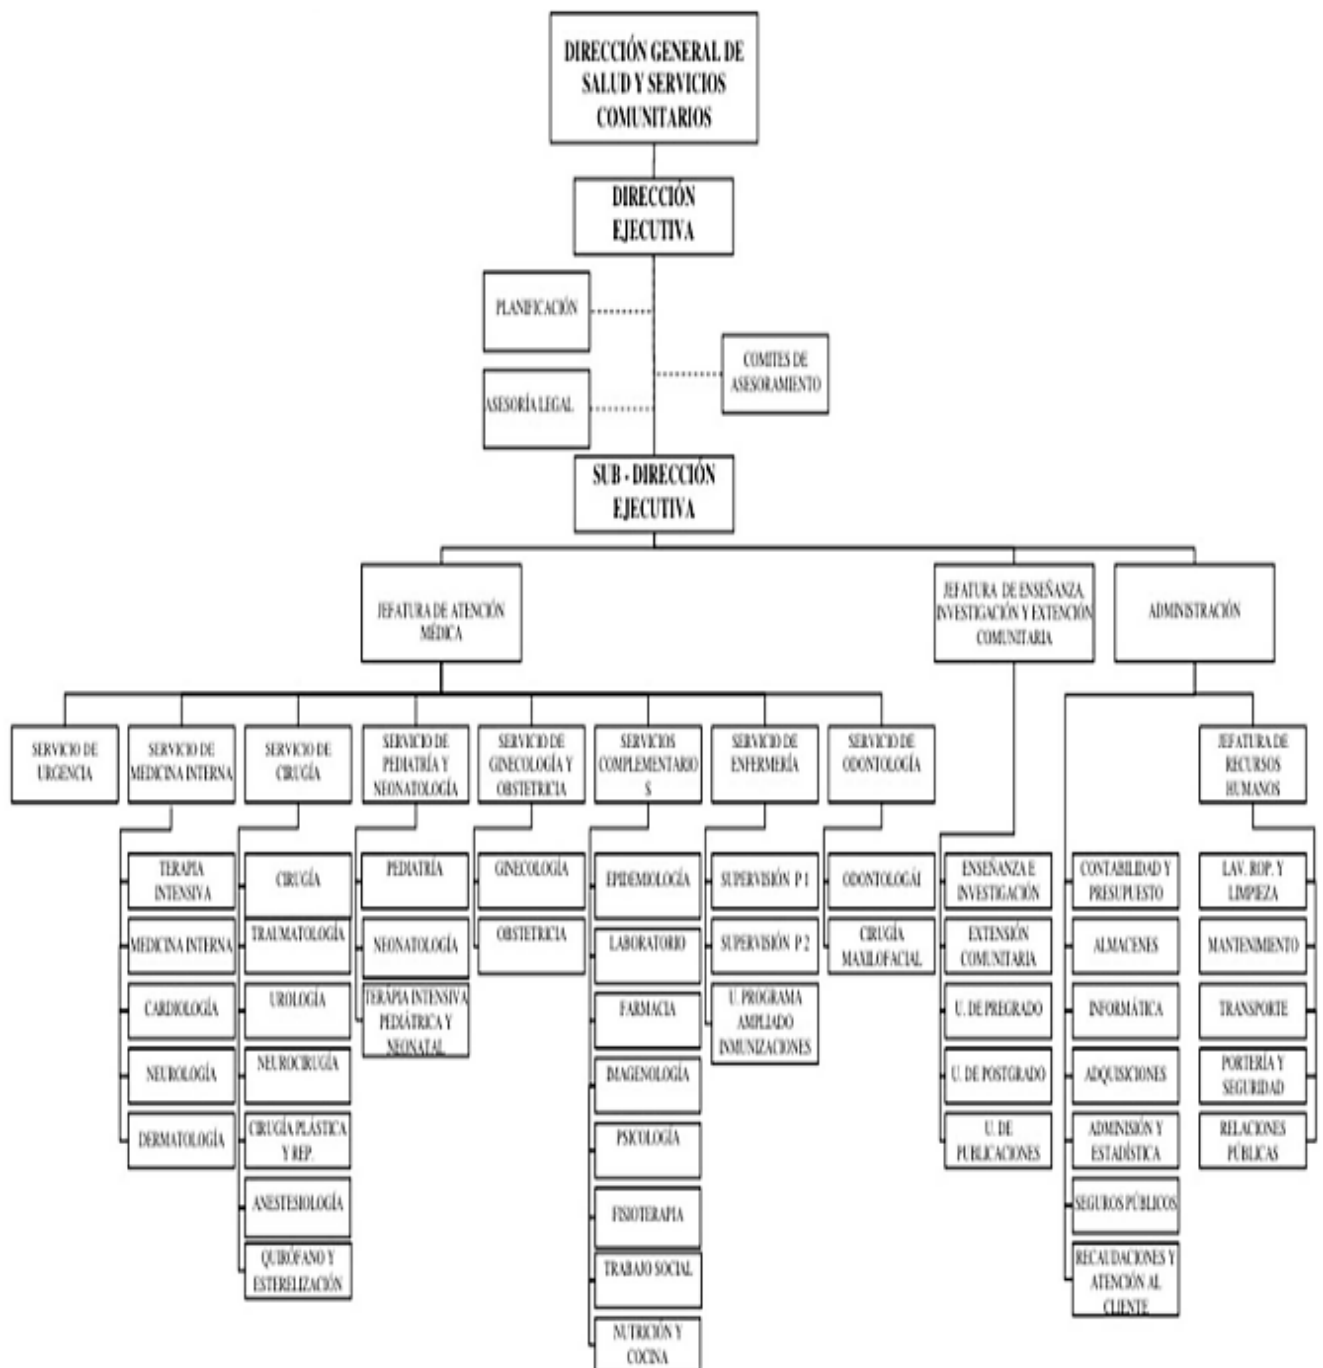 DIRECCIÓN GENERAL DE
SALUD Y SERVICIOS
COMUNITARIOS
DIRECCIÓN
EJECUTIVA
PLANIFICACIÓN
COMITES DE
ASESORAMIENTO
ASESORÍA LEGAL
SUB - DIRECCIÓN
EJECUTIVA
JEFATURA DE ATENCIÓN
MÉDICA
JEFATURA DE ENSEÑANZA,
INVESTIGACIÓN Y EXTENCIÓN
COMUNITARIA
ADMINISTRACIÓN
SERVICIO DE
URGENCIA
SERVICIO DE
MEDICINA INTERNA
SERVICIO DE
CIRUGÍA
SERVICIO DE
PEDIATRÍA Y
NEONATOLOGÍA
SERVICIO DE
GINECOLOGÍA Y
OBSTETRICIA
SERVICIOS
COMPLEMENTARIO
S
SERVICIO DE
ENFERMERÍA
SERVICIO DE
ODONTOLOGÍA
JEFATURA DE
RECURSOS
HUMANOS
TERAPIA
INTENSIVA
MEDICINA INTERNA
CARDIOLOGÍA
NEUROLOGÍA
DERMATOLOGÍA
CIRUGÍA
TRAUMATOLOGÍA
UROLOGÍA
NEUROCIRUGÍA
CIRUGÍA PLÁSTICA
Y REP.
ANESTESIOLOGÍA
QUIRÓFANO Y
ESTERELIZACIÓN
PEDIATRÍA
NEONATOLOGÍA
TERÁPIA INTENSIVA
PEDIÁTRICA Y
NEONATAL
GINECOLOGÍA
OBSTETRICIA
EPIDEMIOLOGÍA
LABORATORIO
FARMACIA
IMAGENOLOGÍA
PSICOLOGÍA
FISIOTERAPIA
TRABAJO SOCIAL
NUTRICIÓN Y
COCINA
SUPERVISIÓN P 1
SUPERVISIÓN P 2
U. PROGRAMA
AMPLIADO
INMUNIZACIONES
ODONTOLOGÁI
CIRUGÍA
MAXILOFACIAL
ENSEÑANZA E
INVESTIGACIÓN
EXTENSIÓN
COMUNITARIA
U. DE PREGRADO
U. DE POSTGRADO
U. DE
PUBLICACIONES
CONTABILIDAD Y
PRESUPUESTO
ALMACENES
INFORMÁTICA
ADQUISICIONES
ADMINISIÓN Y
ESTADÍSTICA
SEGUROS PÚBLICOS
RECAUDACIONES Y
ATENCIÓN AL
CLIENTE
LAV. ROP. Y
LIMPIEZA
MANTENIMIENTO
TRANSPORTE
PORTERÍA Y
SEGURIDAD
RELACIONES
PÚBLICAS